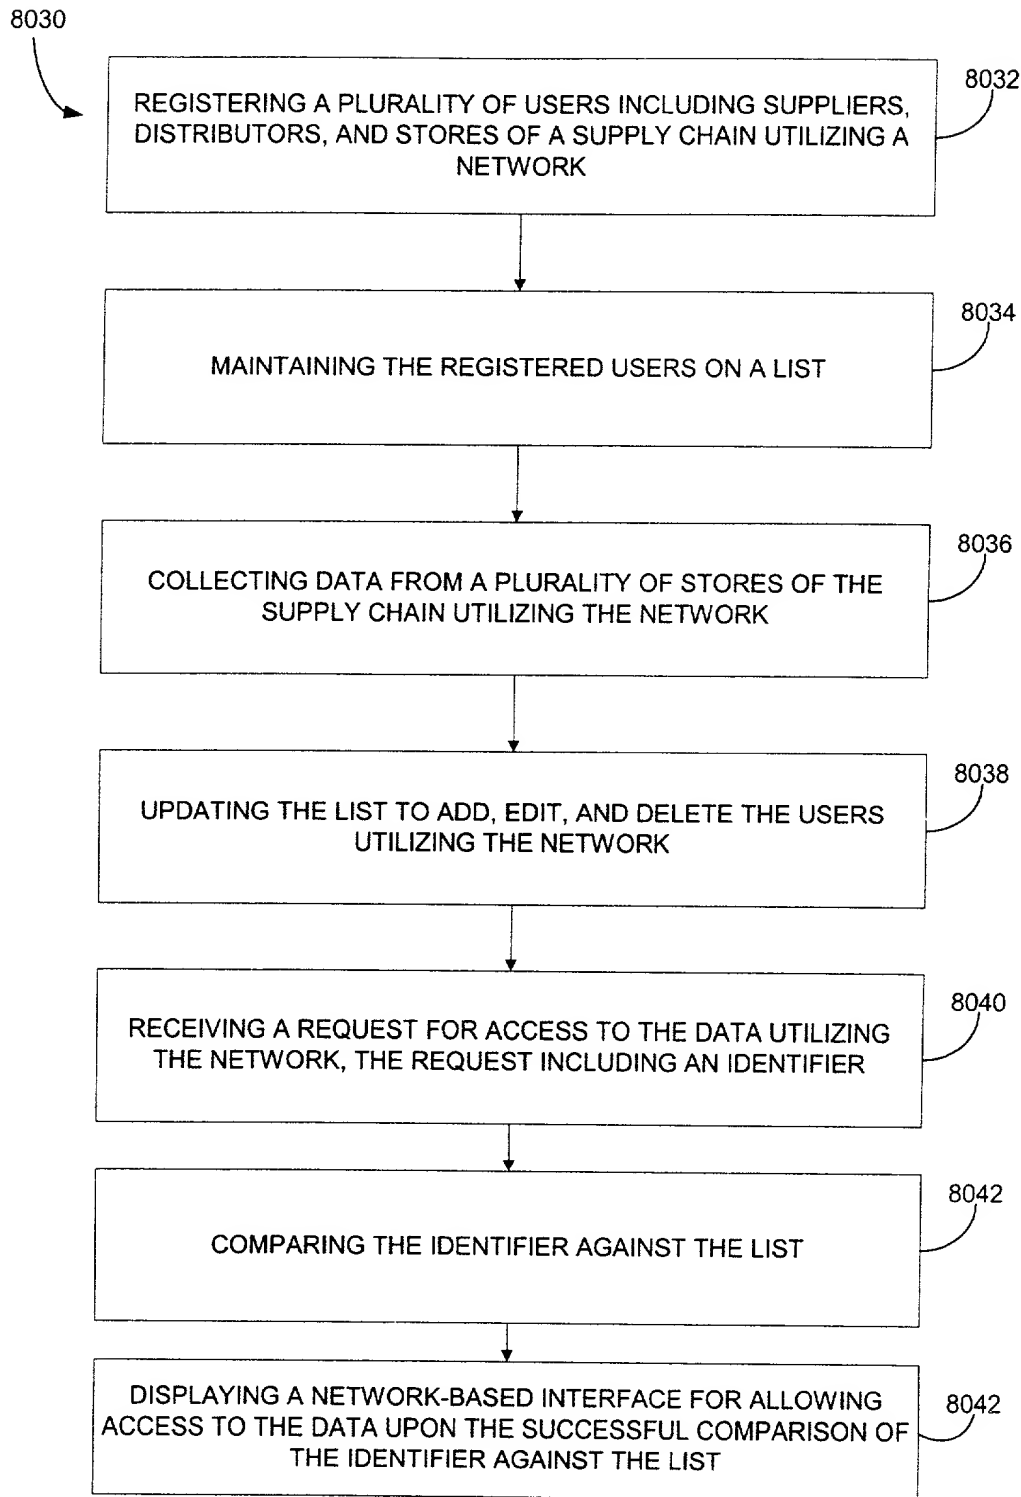 8030
8032
REGISTERING A PLURALITY OF USERS INCLUDING SUPPLIERS,
DISTRIBUTORS, AND STORES OF A SUPPLY CHAIN UTILIZING A
NETWORK
8034
MAINTAINING THE REGISTERED USERS ON A LIST
8036
COLLECTING DATA FROM A PLURALITY OF STORES OF THE
SUPPLY CHAIN UTILIZING THE NETWORK
8038
UPDATING THE LIST TO ADD, EDIT, AND DELETE THE USERS
UTILIZING THE NETWORK
8040
RECEIVING A REQUEST FOR ACCESS TO THE DATA UTILIZING
THE NETWORK, THE REQUEST INCLUDING AN IDENTIFIER
8042
COMPARING THE IDENTIFIER AGAINST THE LIST
DISPLAYING A NETWORK-BASED INTERFACE FOR ALLOWING
8042
ACCESS TO THE DATA UPON THE SUCCESSFUL COMPARISON OF
THE IDENTIFIER AGAINST THE LIST